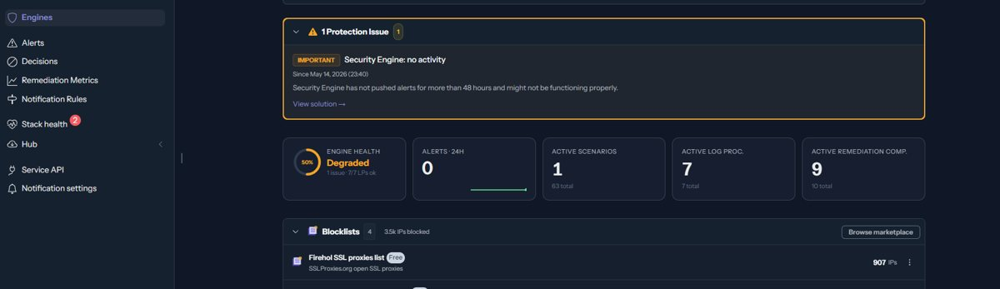 Engines
Alerts
Decisions
Remediation Metrics
Notification Rules
Stack health 2
Hub
Service API
Notification settings
1 Protection Issue 1
IMPORTANT Security Engine: no activity
Since May 14, 2026 (23:40)
Security Engine has not pushed alerts for more than 48 hours and might not be functioning properly.
View solution →
50%
ENGINE HEALTH
Degraded
1 issue · 7/7 LPs ok
ALERTS · 24H
0
ACTIVE SCENARIOS
1
63 total
ACTIVE LOG PROC.
7
7 total
ACTIVE REMEDIATION COMP.
9
10 total
Blocklists 4 3.5k IPs blocked Browse marketplace
Firehol SSL proxies list Free
SSLProxies.org open SSL proxies
907 IPs